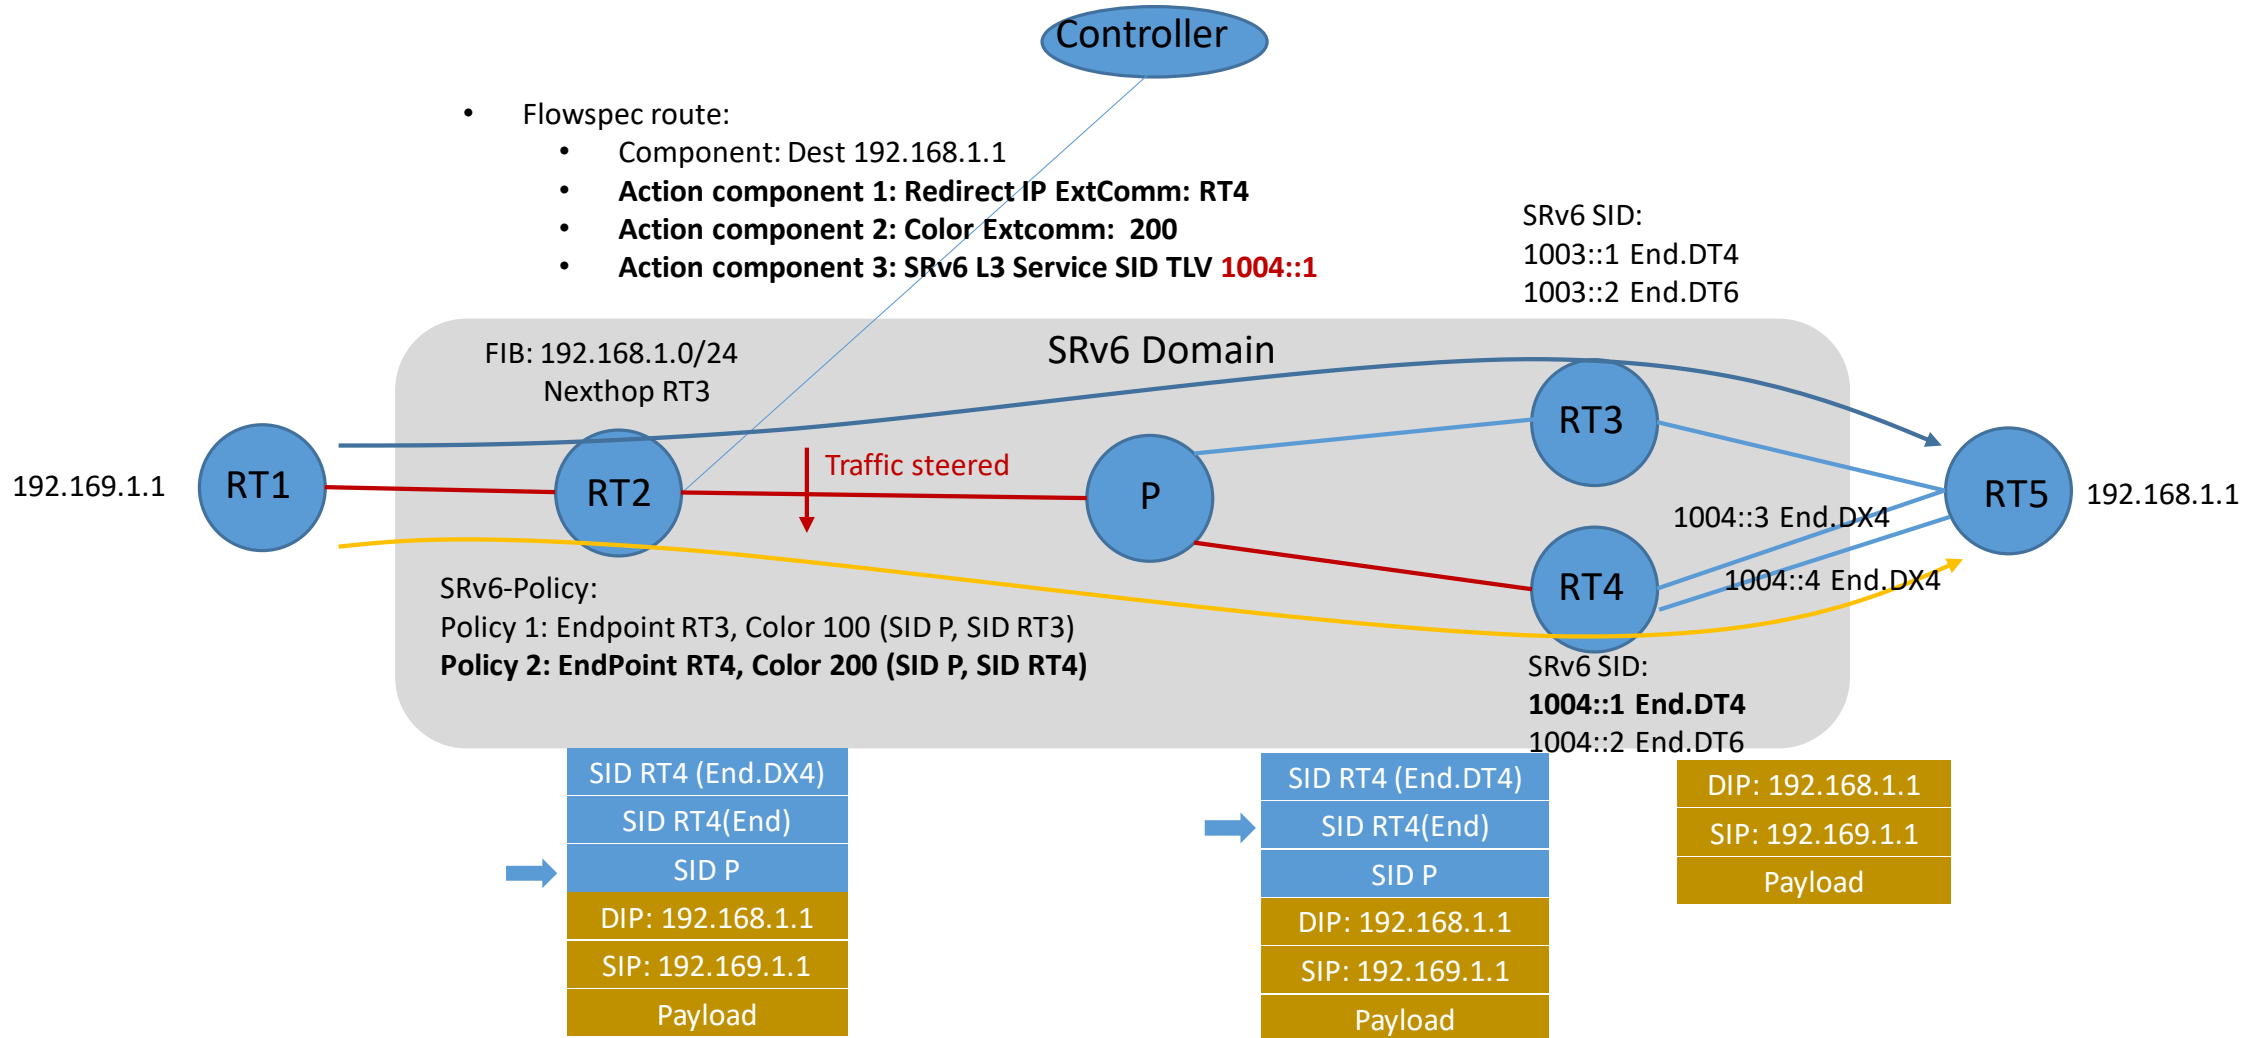 Controller
• Flowspec route:
• Component: Dest 192.168.1.1
• Action component 1: Redirect IP ExtComm: RT4
• Action component 2: Color Extcomm: 200
• Action component 3: SRv6 L3 Service SID TLV 1004::1
SRv6 SID:
1003::1 End.DT4
1003::2 End.DT6
SRv6 Domain
FIB: 192.168.1.0/24
Nexthop RT3
192.169.1.1
RT1
RT2
Traffic steered
P
RT3
RT4
RT5
192.168.1.1
1004::3 End.DX4
1004::4 End.DX4
SRv6-Policy:
Policy 1: Endpoint RT3, Color 100 (SID P, SID RT3)
Policy 2: EndPoint RT4, Color 200 (SID P, SID RT4)
SRv6 SID:
1004::1 End.DT4
1004::2 End.DT6
SID RT4 (End.DX4)
SID RT4(End)
SID P
DIP: 192.168.1.1
SIP: 192.169.1.1
Payload
SID RT4 (End.DT4)
SID RT4(End)
SID P
DIP: 192.168.1.1
SIP: 192.169.1.1
Payload
DIP: 192.168.1.1
SIP: 192.169.1.1
Payload